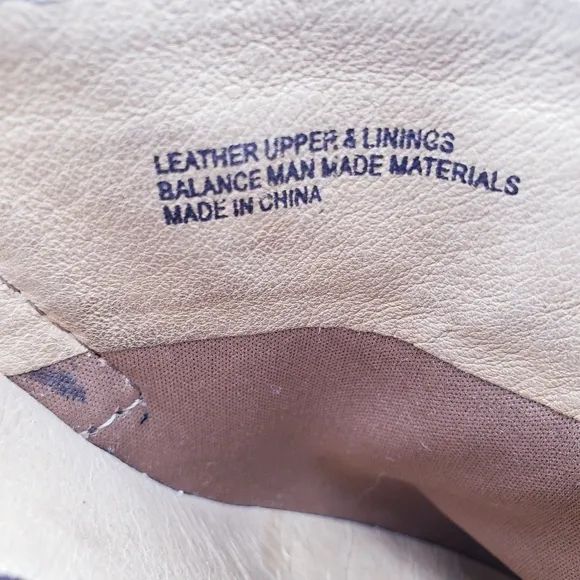 LEATHER UPPER & LININGS
BALANCE MAN MADE MATERIALS
MADE IN CHINA